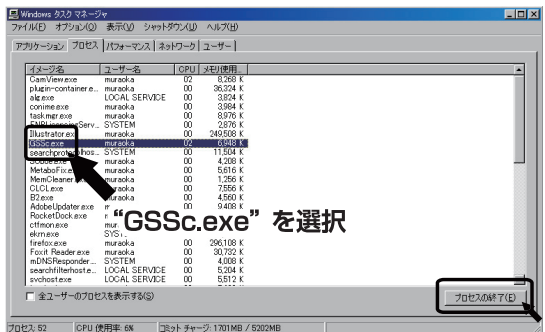 Windows タスク マネージャ
ファイル(F) オプション(O) 表示(V) シャットダウン(U) ヘルプ(H)
アプリケーション プロセス パフォーマンス ネットワーク ユーザー
イメージ名 ユーザー名 CPU メモリ使用...
CamView.exe muraoka 02 8,268 K
plugin-container.e... muraoka 00 36,324 K
alg.exe LOCAL SERVICE 00 3,824 K
conime.exe muraoka 00 3,984 K
taskmgr.exe muraoka 00 8,976 K
FNPLicensingServ... SYSTEM 00 2,876 K
Illustrator.exe muraoka 00 249,508 K
GSSc.exe muraoka 02 6,948 K
searchprotocolhos... SYSTEM 00 11,504 K
muraoka 00 4,208 K
MetaboFix.exe muraoka 00 5,616 K
MemCleaner muraoka 00 1,256 K
CLCL.exe muraoka 00 7,556 K
B2.exe muraoka 00 4,560 K
AdobeUpdater.exe 00 9,408 K
RocketDock.exe
ctfmon.exe
ekrn.exe
“GSSc.exe” を選択
firefox.exe muraoka 00 296,108 K
Foxit Reader.exe muraoka 00 30,732 K
mDNSResponder... SYSTEM 00 4,008 K
searchfilterhost.e... LOCAL SERVICE 00 5,204 K
svchost.exe LOCAL SERVICE 00 5,512 K
全ユーザーのプロセスを表示する(S)
プロセスの終了(E)
プロセス: 52 CPU 使用率: 6% コミット チャージ: 1701MB / 5202MB